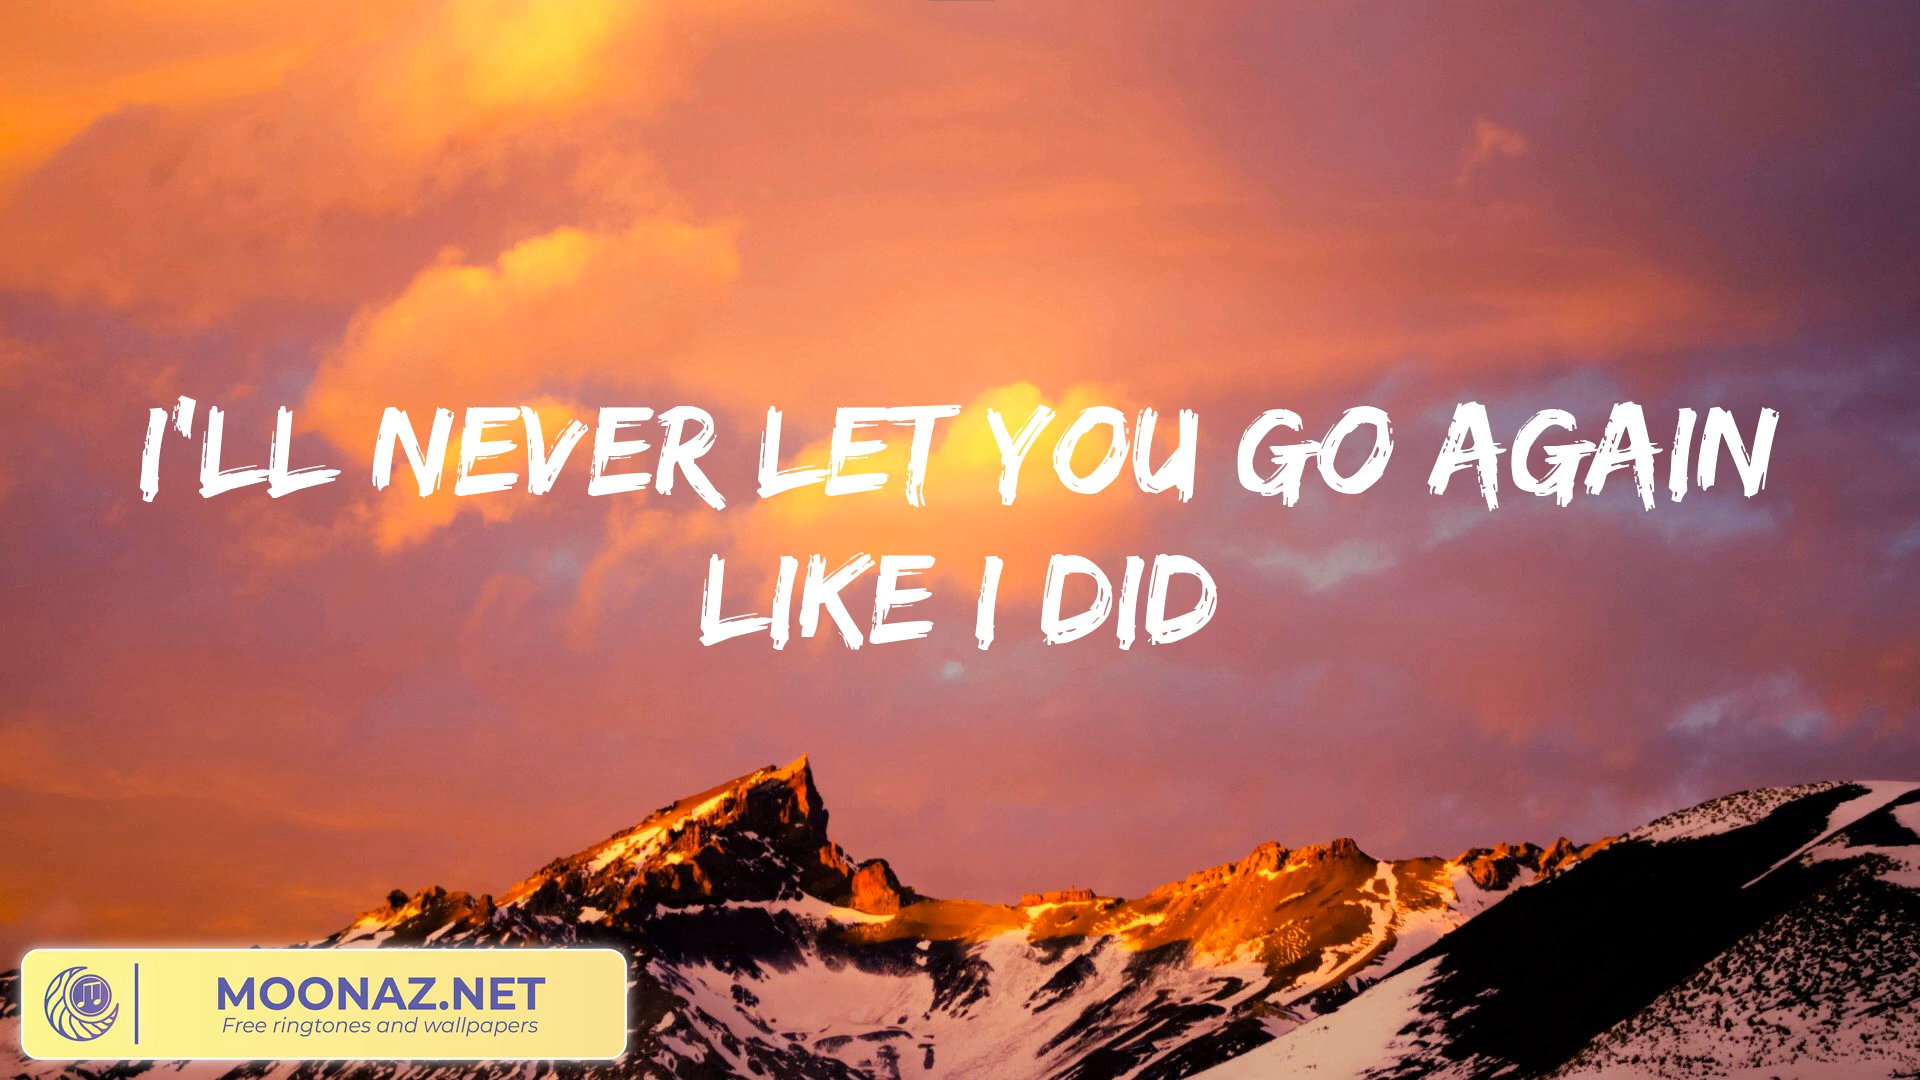 I'LL NEVER LET YOU GO AGAIN
LIKE I DID
MOONAZ.NET
Free ringtones and wallpapers